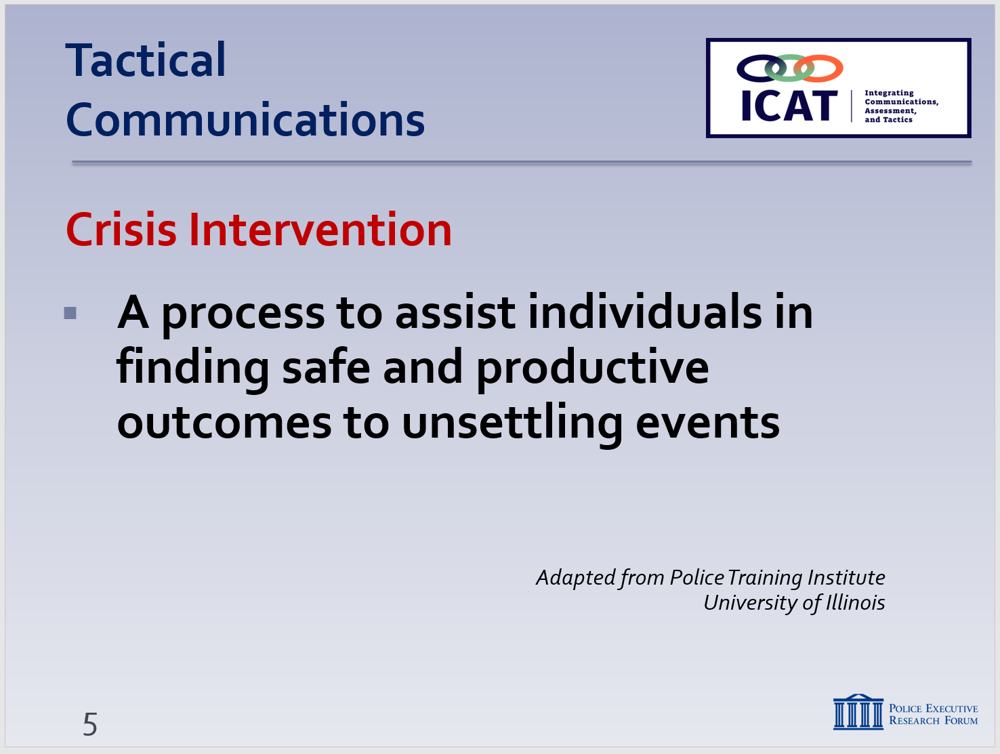 Tactical
Communications
ICAT
Integrating
Communications,
Assessment,
and Tactics
Crisis Intervention
▪ A process to assist individuals in
finding safe and productive
outcomes to unsettling events
Adapted from Police Training Institute
University of Illinois
5
POLICE EXECUTIVE
RESEARCH FORUM